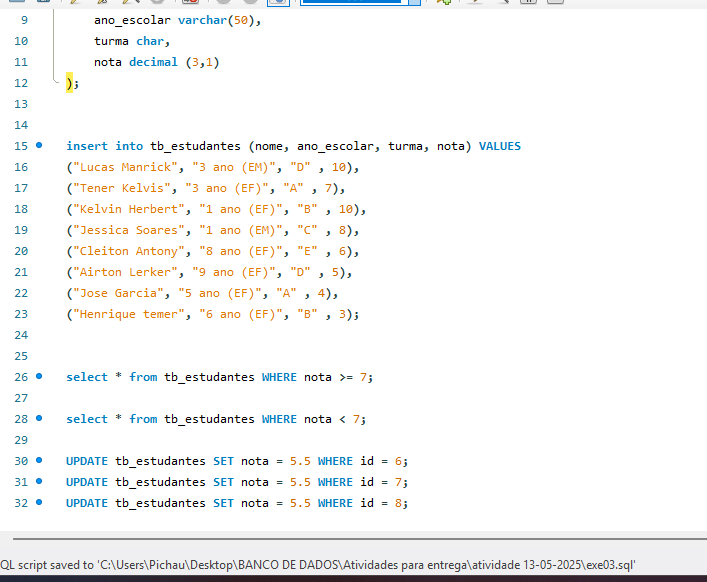 9 ano_escolar varchar(50),
10 turma char,
11 nota decimal (3,1)
12 );
13
14
15 insert into tb_estudantes (nome, ano_escolar, turma, nota) VALUES
16 ("Lucas Manrick", "3 ano (EM)", "D" , 10),
17 ("Tener Kelvis", "3 ano (EF)", "A" , 7),
18 ("Kelvin Herbert", "1 ano (EF)", "B" , 10),
19 ("Jessica Soares", "1 ano (EM)", "C" , 8),
20 ("Cleiton Antony", "8 ano (EF)", "E" , 6),
21 ("Airton Lerker", "9 ano (EF)", "D" , 5),
22 ("Jose Garcia", "5 ano (EF)", "A" , 4),
23 ("Henrique temer", "6 ano (EF)", "B" , 3);
24
25
26 select * from tb_estudantes WHERE nota >= 7;
27
28 select * from tb_estudantes WHERE nota < 7;
29
30 UPDATE tb_estudantes SET nota = 5.5 WHERE id = 6;
31 UPDATE tb_estudantes SET nota = 5.5 WHERE id = 7;
32 UPDATE tb_estudantes SET nota = 5.5 WHERE id = 8;
QL script saved to 'C:\Users\Pichau\Desktop\BANCO DE DADOS\Atividades para entrega\atividade 13-05-2025\exe03.sql'